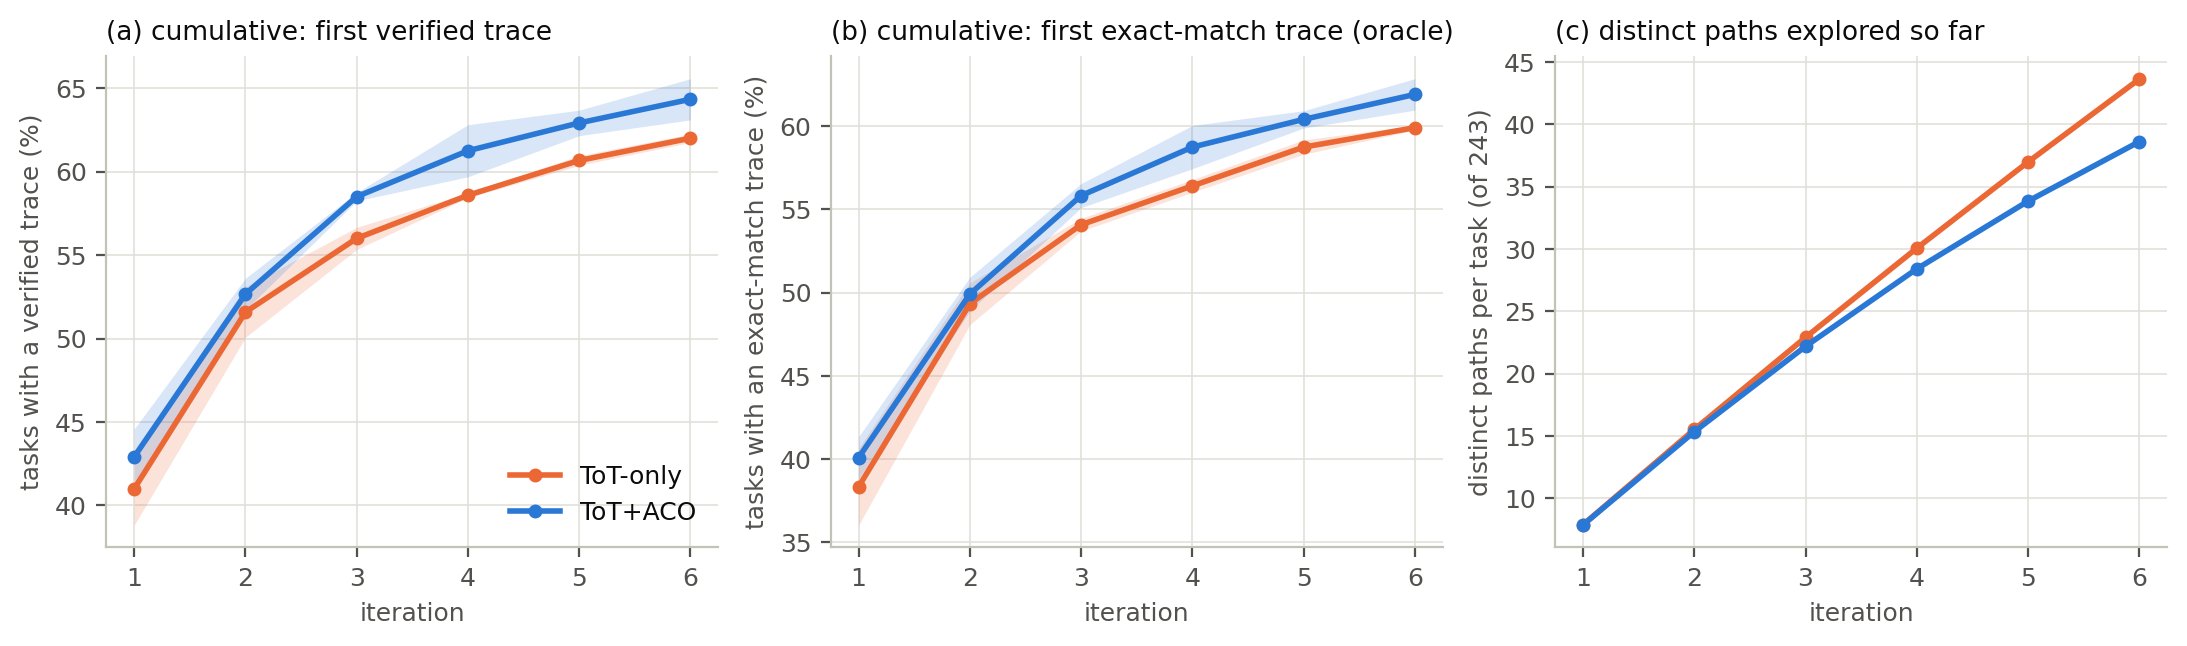 (a) cumulative: first verified trace
tasks with a verified trace (%)
65
60
55
50
45
40
ToT-only
ToT+ACO
1 2 3 4 5 6
iteration
(b) cumulative: first exact-match trace (oracle)
tasks with an exact-match trace (%)
60
55
50
45
40
35
1 2 3 4 5 6
iteration
(c) distinct paths explored so far
distinct paths per task (of 243)
45
40
35
30
25
20
15
10
1 2 3 4 5 6
iteration